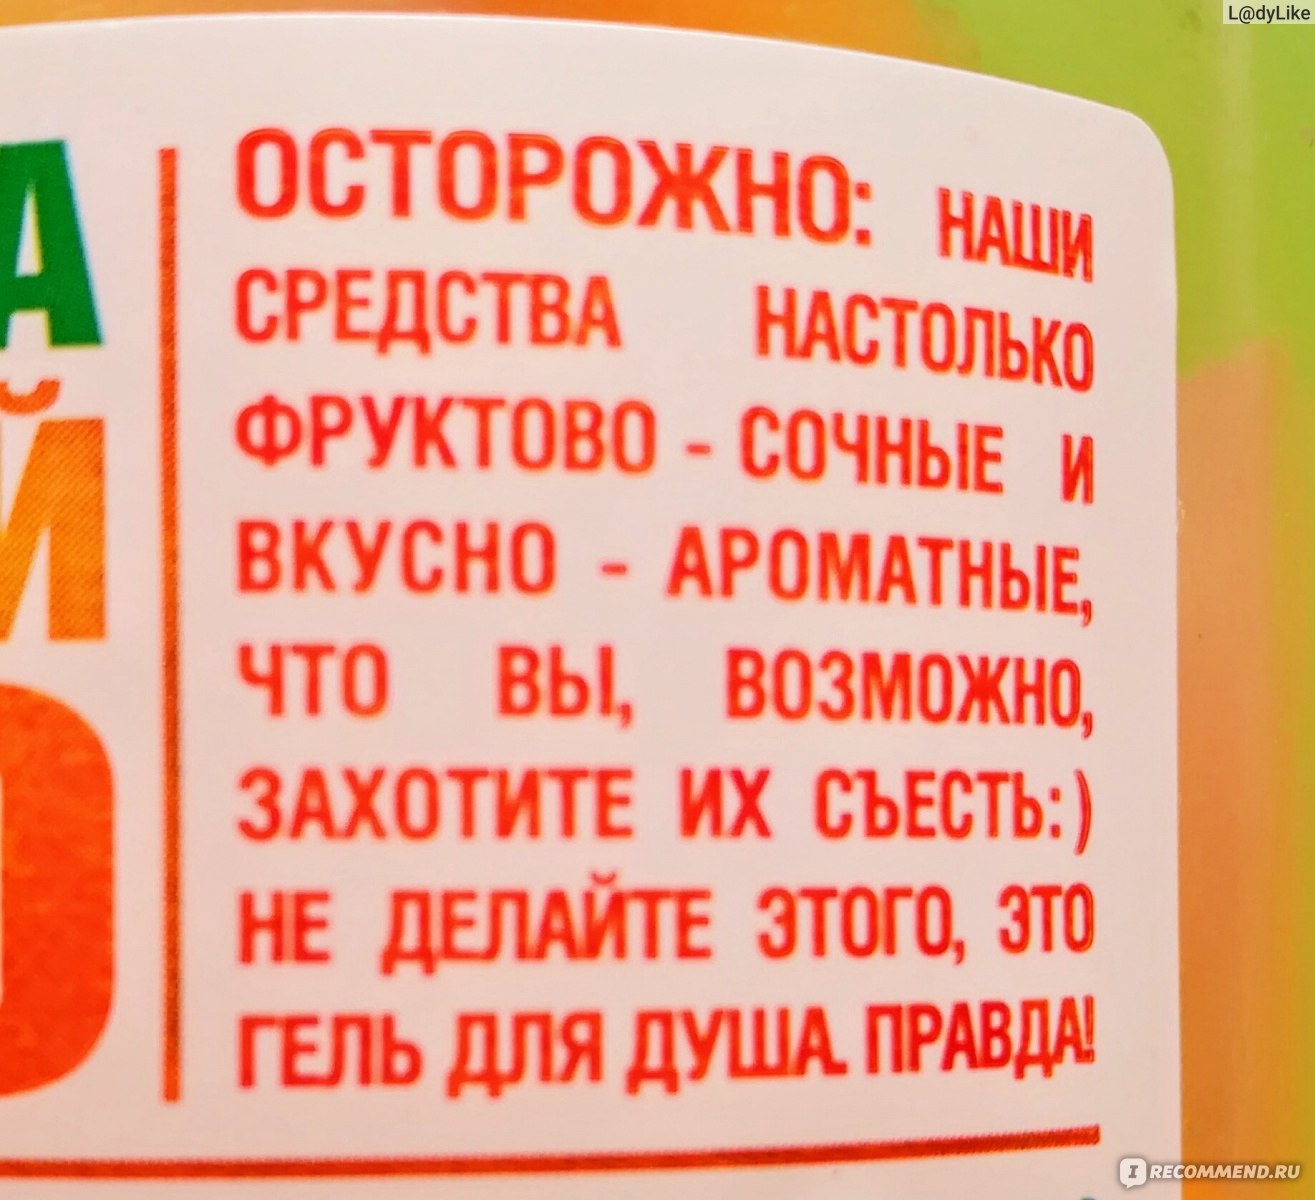 L@dyLike
ОСТОРОЖНО: НАШИ
СРЕДСТВА НАСТОЛЬКО
ФРУКТОВО - СОЧНЫЕ И
ВКУСНО - АРОМАТНЫЕ,
ЧТО ВЫ, ВОЗМОЖНО,
ЗАХОТИТЕ ИХ СЪЕСТЬ:)
НЕ ДЕЛАЙТЕ ЭТОГО, ЭТО
ГЕЛЬ ДЛЯ ДУША. ПРАВДА!
А
Й
IRECOMMEND.RU